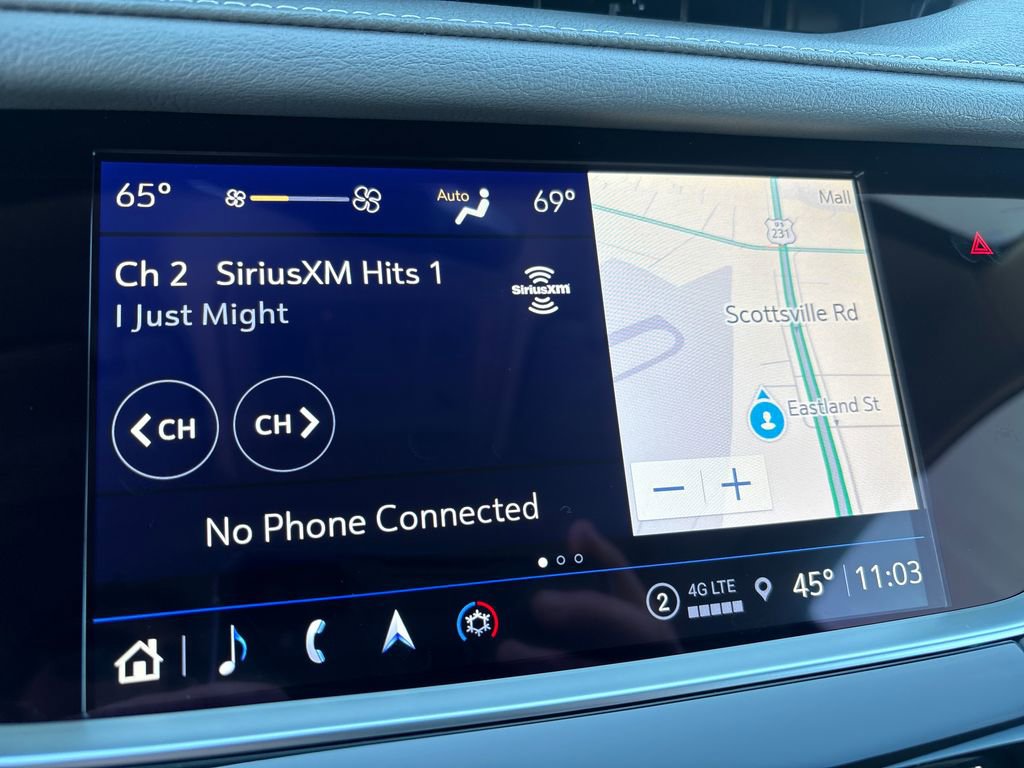 65° Auto 69°
Ch 2 SiriusXM Hits 1
SiriusXM
I Just Might
CH CH
No Phone Connected
Mall
US
231
Scottsville Rd
Eastland St
− +
2 4G LTE 45° 11:03